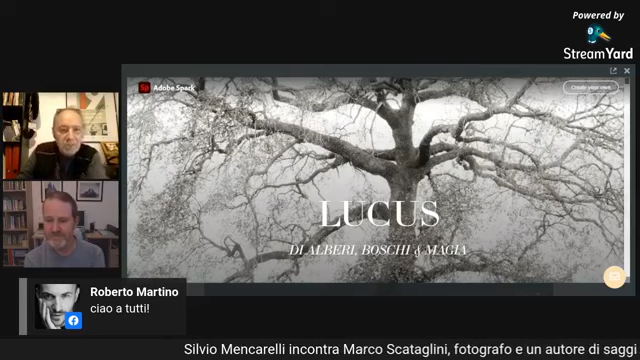 Powered by
StreamYard
Sp Adobe Spark
Create your own
LUCUS
DI ALBERI, BOSCHI & MAGIA
Roberto Martino
ciao a tutti!
Silvio Mencarelli incontra Marco Scataglini, fotografo e un autore di saggi